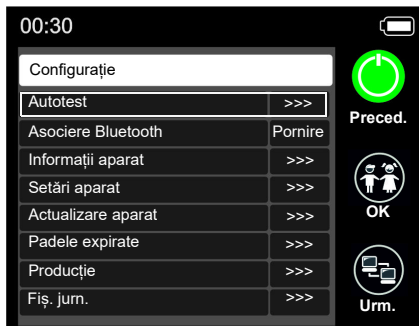 00:30
Configurație
Autotest >>>
Asociere Bluetooth Pornire
Informații aparat >>>
Setări aparat >>>
Actualizare aparat >>>
Padele expirate >>>
Producție >>>
Fiș. jurn. >>>
Preced.
OK
Urm.